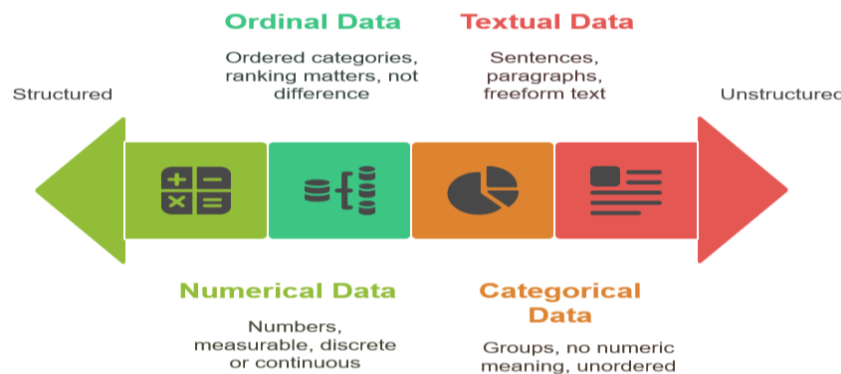 Ordinal Data
Ordered categories,
ranking matters, not
difference
Textual Data
Sentences,
paragraphs,
freeform text
Structured
Unstructured
Numerical Data
Numbers,
measurable, discrete
or continuous
Categorical
Data
Groups, no numeric
meaning, unordered